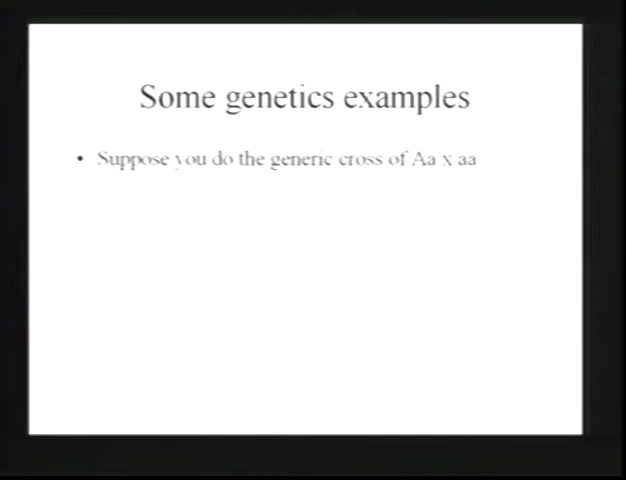 Some genetics examples
• Suppose you do the generic cross of Aa x aa